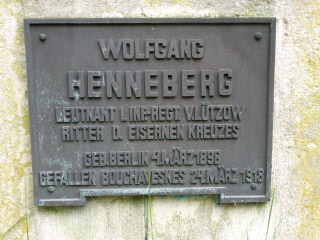 WOLFGANG
HENNEBERG
LEUTNANT I. INF-REGT. V. LÜTZOW
RITTER D. EISERNEN KREUZES
GEB. BERLIN 4. MÄRZ 1898
GEFALLEN BOUCHAVESNES 24. MÄRZ 1918